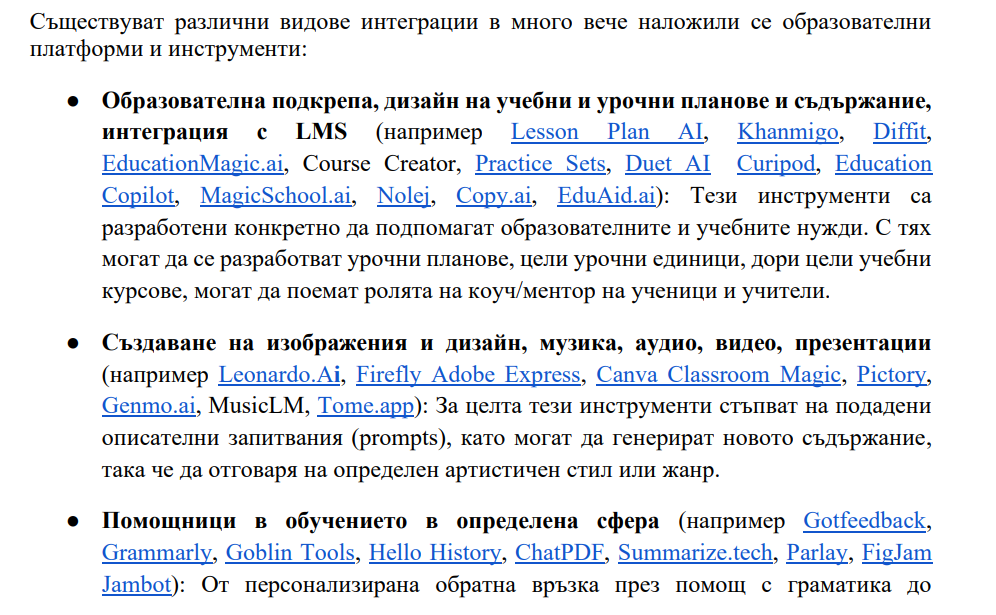 Съществуват различни видове интеграции в много вече наложили се образователни
платформи и инструменти:
● Образователна подкрепа, дизайн на учебни и урочни планове и съдържание,
интеграция с LMS (например Lesson Plan AI, Khanmigo, Diffit,
EducationMagic.ai, Course Creator, Practice Sets, Duet AI Curipod, Education
Copilot, MagicSchool.ai, Nolej, Copy.ai, EduAid.ai): Тези инструменти са
разработени конкретно да подпомагат образователните и учебните нужди. С тях
могат да се разработват урочни планове, цели урочни единици, дори цели учебни
курсове, могат да поемат ролята на коуч/ментор на ученици и учители.
● Създаване на изображения и дизайн, музика, аудио, видео, презентации
(например Leonardo.Ai, Firefly Adobe Express, Canva Classroom Magic, Pictory,
Genmo.ai, MusicLM, Tome.app): За целта тези инструменти стъпват на подадени
описателни запитвания (prompts), като могат да генерират новото съдържание,
така че да отговаря на определен артистичен стил или жанр.
● Помощници в обучението в определена сфера (например Gotfeedback,
Grammarly, Goblin Tools, Hello History, ChatPDF, Summarize.tech, Parlay, FigJam
Jambot): От персонализирана обратна връзка през помощ с граматика до